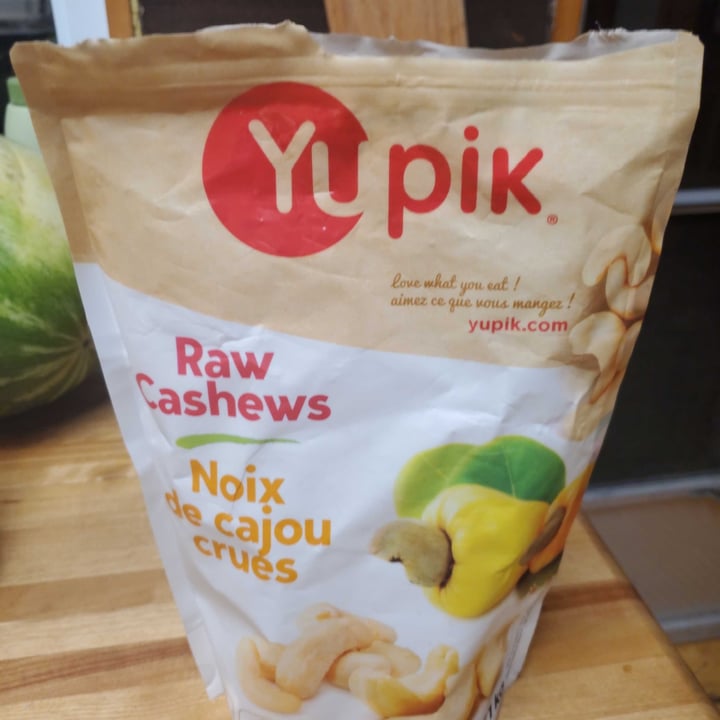 Yupik®
love what you eat !
aimez ce que vous mangez !
yupik.com
Raw
Cashews
Noix
de cajou
crues